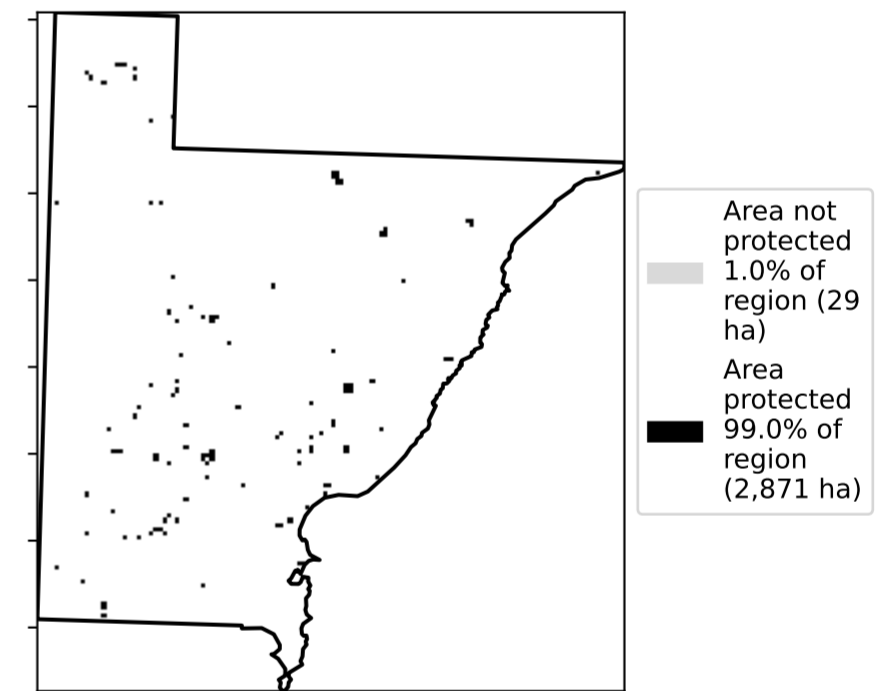 Area not
protected
1.0% of
region (29
ha)
Area
protected
99.0% of
region
(2,871 ha)